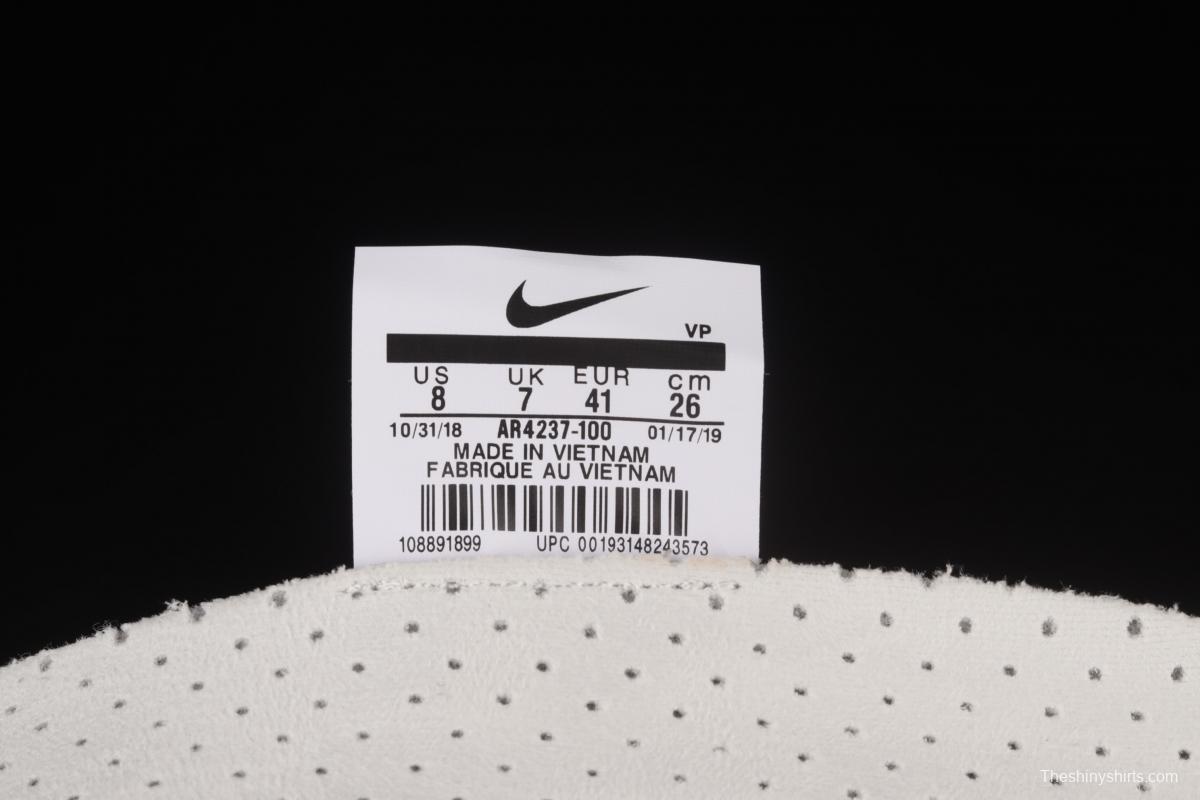 VP
US UK EUR cm
8 7 41 26
10/31/18 AR4237-100 01/17/19
MADE IN VIETNAM
FABRIQUE AU VIETNAM
108891899 UPC 00193148243573
Theshinyshirts.com